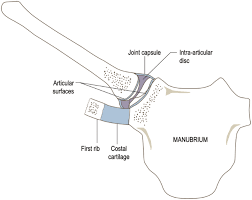 Joint capsule
Intra-articular
disc
Articular
surfaces
MANUBRIUM
First rib
Costal
cartilage